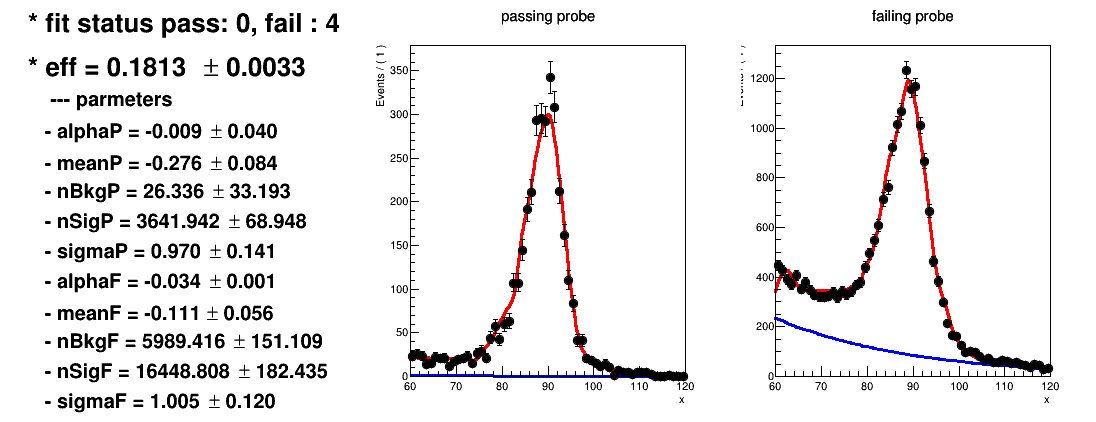 * fit status pass: 0, fail : 4
* eff = 0.1813 ± 0.0033
--- parmeters
- alphaP = -0.009 ± 0.040
- meanP = -0.276 ± 0.084
- nBkgP = 26.336 ± 33.193
- nSigP = 3641.942 ± 68.948
- sigmaP = 0.970 ± 0.141
- alphaF = -0.034 ± 0.001
- meanF = -0.111 ± 0.056
- nBkgF = 5989.416 ± 151.109
- nSigF = 16448.808 ± 182.435
- sigmaF = 1.005 ± 0.120
passing probe
Events / ( 1 )
350
300
250
200
150
100
50
0
60 70 80 90 100 110 120
x
failing probe
1200
1000
800
600
400
200
0
60 70 80 90 100 110 120
x